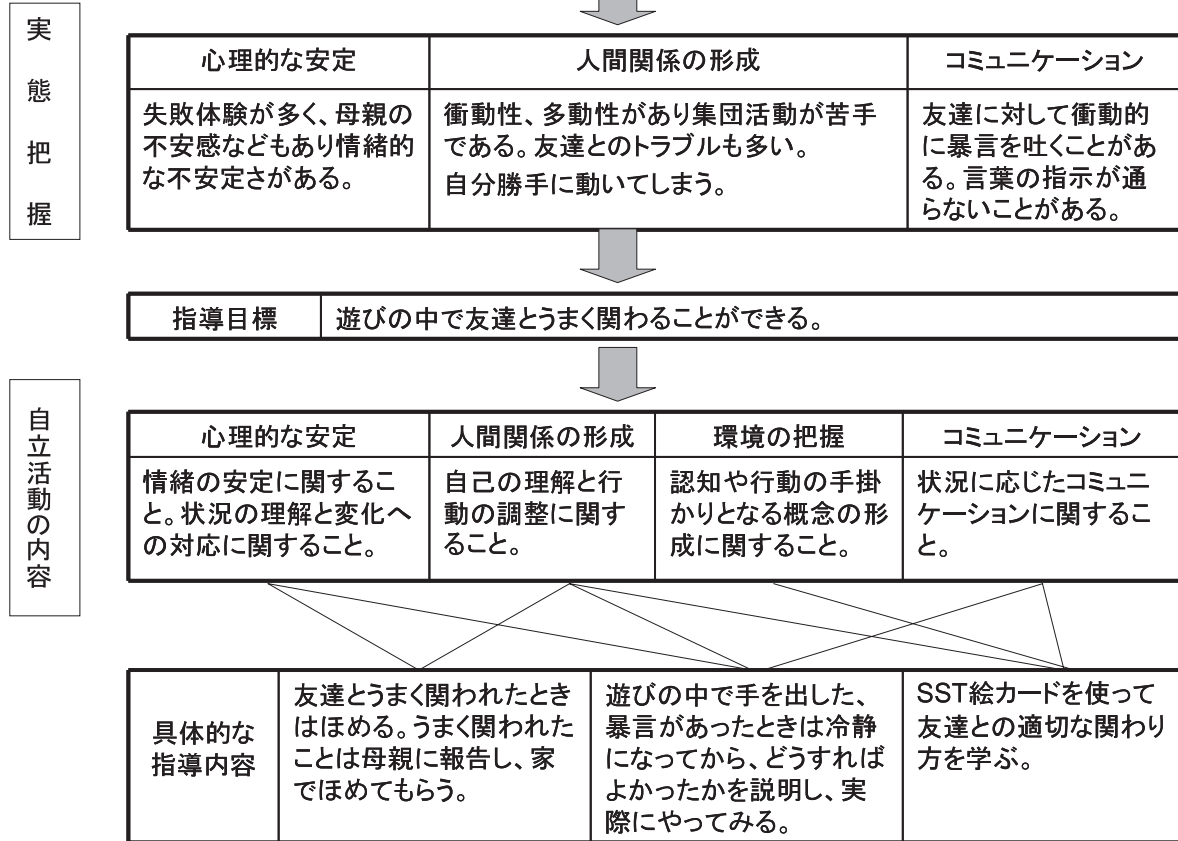 実態把握
心理的な安定
人間関係の形成
コミュニケーション
失敗体験が多く、母親の
不安感などもあり情緒的
な不安定さがある。
衝動性、多動性があり集団活動が苦手
である。友達とのトラブルも多い。
自分勝手に動いてしまう。
友達に対して衝動的
に暴言を吐くことがあ
る。言葉の指示が通
らないことがある。
指導目標
遊びの中で友達とうまく関わることができる。
自立活動の内容
心理的な安定
人間関係の形成
環境の把握
コミュニケーション
情緒の安定に関するこ
と。状況の理解と変化へ
の対応に関すること。
自己の理解と行
動の調整に関す
ること。
認知や行動の手掛
かりとなる概念の形
成に関すること。
状況に応じたコミュニ
ケーションに関するこ
と。
具体的な
指導内容
友達とうまく関われたとき
はほめる。うまく関われた
ことは母親に報告し、家
でほめてもらう。
遊びの中で手を出した、
暴言があったときは冷静
になってから、どうすれば
よかったかを説明し、実
際にやってみる。
SST絵カードを使って
友達との適切な関わり
方を学ぶ。